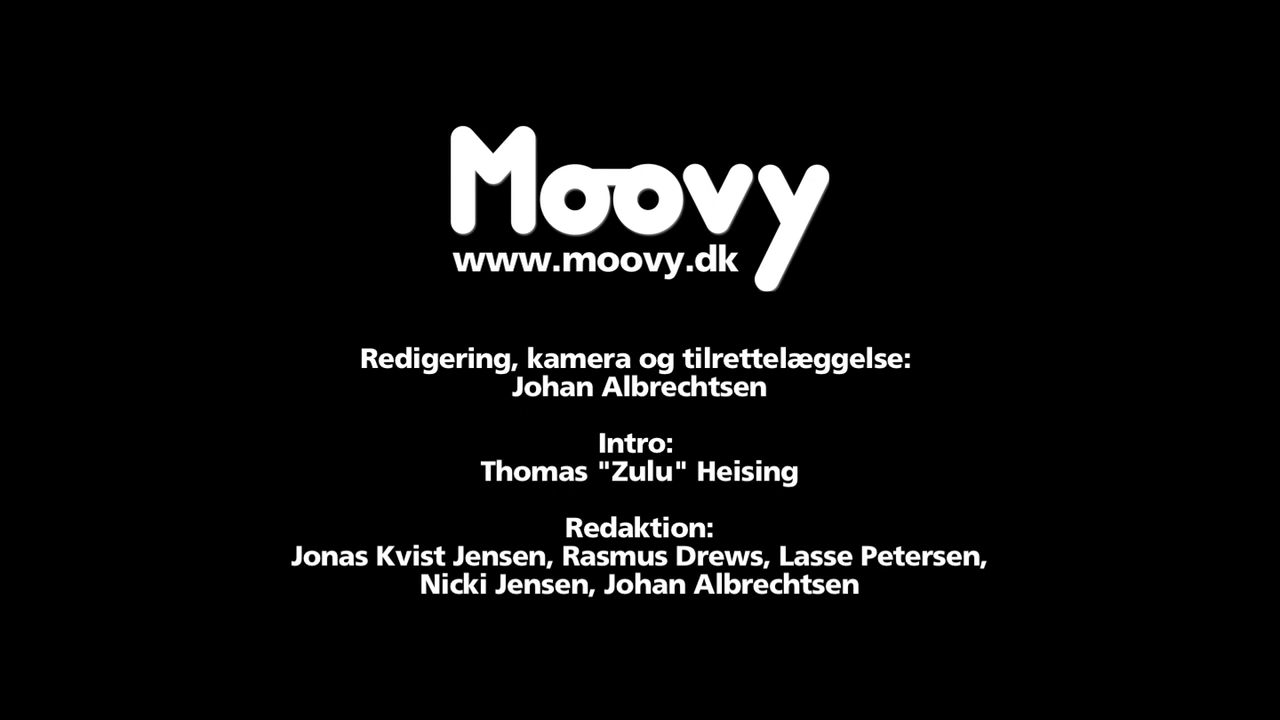 Moovy
www.moovy.dk
Redigering, kamera og tilrettelæggelse:
Johan Albrechtsen
Intro:
Thomas "Zulu" Heising
Redaktion:
Jonas Kvist Jensen, Rasmus Drews, Lasse Petersen,
Nicki Jensen, Johan Albrechtsen